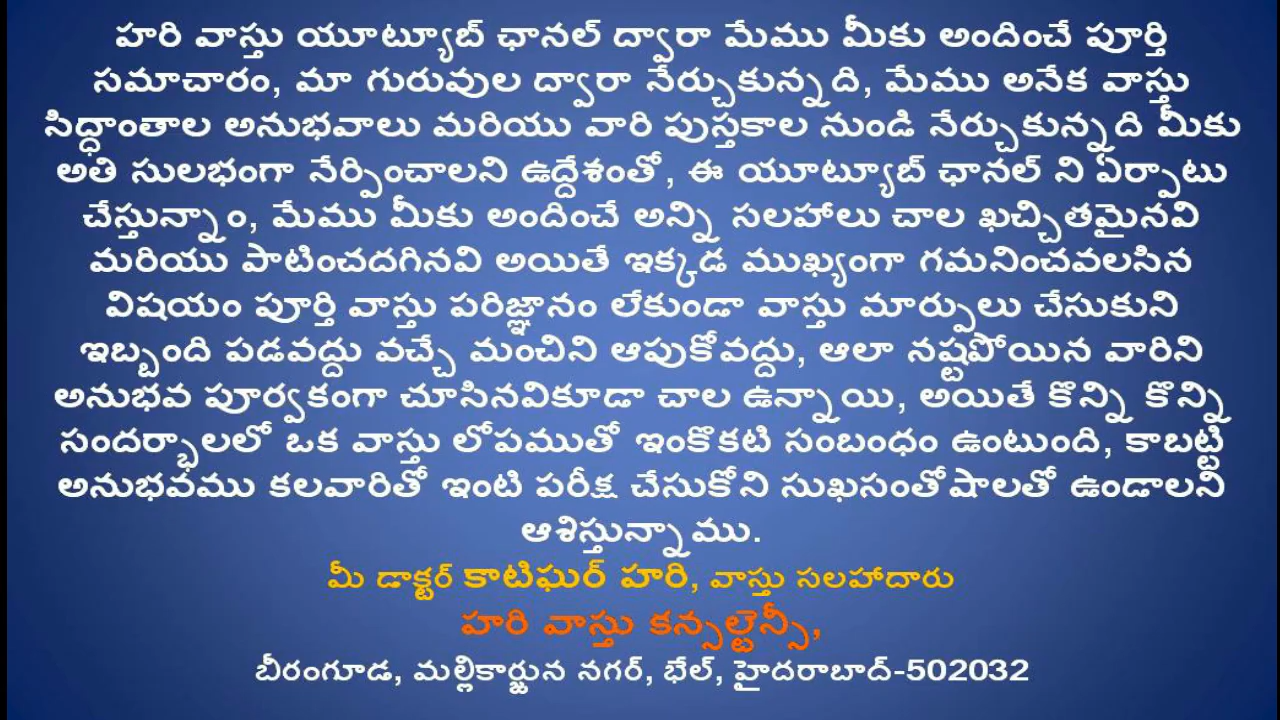 హరి వాస్తు యూట్యూబ్ ఛానల్ ద్వారా మేము మీకు అందించే పూర్తి
సమాచారం, మా గురువుల ద్వారా నేర్చుకున్నది, మేము అనేక వాస్తు
సిద్ధాంతాల అనుభవాలు మరియు వారి పుస్తకాల నుండి నేర్చుకున్నది మీకు
అతి సులభంగా నేర్పించాలని ఉద్దేశంతో, ఈ యూట్యూబ్ ఛానల్ ని ఏర్పాటు
చేస్తున్నాం, మేము మీకు అందించే అన్ని సలహాలు చాల ఖచ్చితమైనవి
మరియు పాటించదగినవి అయితే ఇక్కడ ముఖ్యంగా గమనించవలసిన
విషయం పూర్తి వాస్తు పరిజ్ఞానం లేకుండా వాస్తు మార్పులు చేసుకుని
ఇబ్బంది పడవద్దు వచ్చే మంచిని ఆపుకోవద్దు, ఆలా నష్టపోయిన వారిని
అనుభవ పూర్వకంగా చూసినవికూడా చాల ఉన్నాయి, అయితే కొన్ని కొన్ని
సందర్భాలలో ఒక వాస్తు లోపముతో ఇంకొకటి సంబంధం ఉంటుంది, కాబట్టి
అనుభవము కలవారితో ఇంటి పరీక్ష చేసుకోని సుఖసంతోషాలతో ఉండాలని
ఆశిస్తున్నాము.
మీ డాక్టర్ కాటిఘర్ హరి, వాస్తు సలహాదారు
హరి వాస్తు కన్సల్టెన్సీ,
బీరంగూడ, మల్లికార్జున నగర్, భేల్, హైదరాబాద్-502032